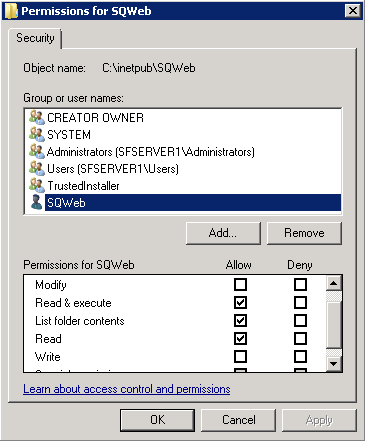 Permissions for SQWeb
Security
Object name: C:\inetpub\SQWeb
Group or user names:
CREATOR OWNER
SYSTEM
Administrators (SFSERVER1\Administrators)
Users (SFSERVER1\Users)
TrustedInstaller
SQWeb
Add... Remove
Permissions for SQWeb Allow Deny
Modify
Read & execute
List folder contents
Read
Write
Learn about access control and permissions
OK Cancel Apply